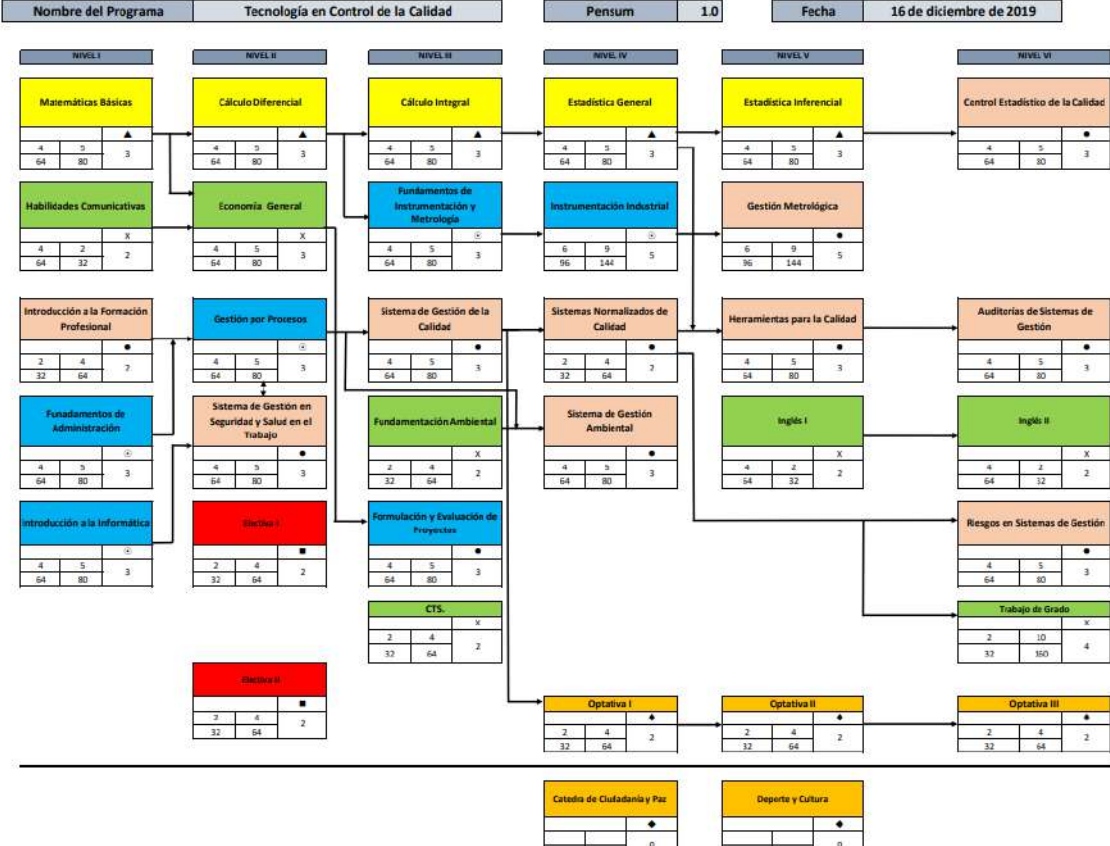 Nombre del Programa Tecnología en Control de la Calidad Pensum 1.0 Fecha 16 de diciembre de 2019
NIVEL I NIVEL II NIVEL III NIVEL IV NIVEL V NIVEL VI
Matemáticas Básicas
▲
4 5 3
64 80
Cálculo Diferencial
▲
4 5 3
64 80
Cálculo Integral
▲
4 5 3
64 80
Estadística General
▲
4 5 3
64 80
Estadística Inferencial
▲
4 5 3
64 80
Control Estadístico de la Calidad
●
4 5 3
64 80
Habilidades Comunicativas
X
4 2 2
64 32
Economía General
X
4 5 3
64 80
Fundamentos de
Instrumentación y
Metrología
☉
4 5 3
64 80
Instrumentación Industrial
☉
6 9 5
96 144
Gestión Metrológica
●
6 9 5
96 144
Introducción a la Formación
Profesional
●
2 4 2
32 64
Gestión por Procesos
☉
4 5 3
64 80
Sistema de Gestión de la
Calidad
●
4 5 3
64 80
Sistemas Normalizados de
Calidad
●
2 4 2
32 64
Herramientas para la Calidad
●
4 5 3
64 80
Auditorías de Sistemas de
Gestión
●
4 5 3
64 80
Funadamentos de
Administración
☉
4 5 3
64 80
Sistema de Gestión en
Seguridad y Salud en el
Trabajo
●
4 5 3
64 80
Fundamentación Ambiental
X
2 4 2
32 64
Sistema de Gestión
Ambiental
●
4 5 3
64 80
Inglés I
X
4 2 2
64 32
Inglés II
X
4 2 2
64 32
Introducción a la Informática
☉
4 5 3
64 80
Electiva I
■
2 4 2
32 64
Formulación y Evaluación de
Proyectos
●
4 5 3
64 80
Riesgos en Sistemas de Gestión
●
4 5 3
64 80
CTS.
X
2 4 2
32 64
Trabajo de Grado
X
2 10 4
32 160
Electiva II
■
2 4 2
32 64
Optativa I
♠
2 4 2
32 64
Optativa II
♠
2 4 2
32 64
Optativa III
♠
2 4 2
32 64
Catedra de Ciudadanía y Paz
◆
0
Deporte y Cultura
◆
0